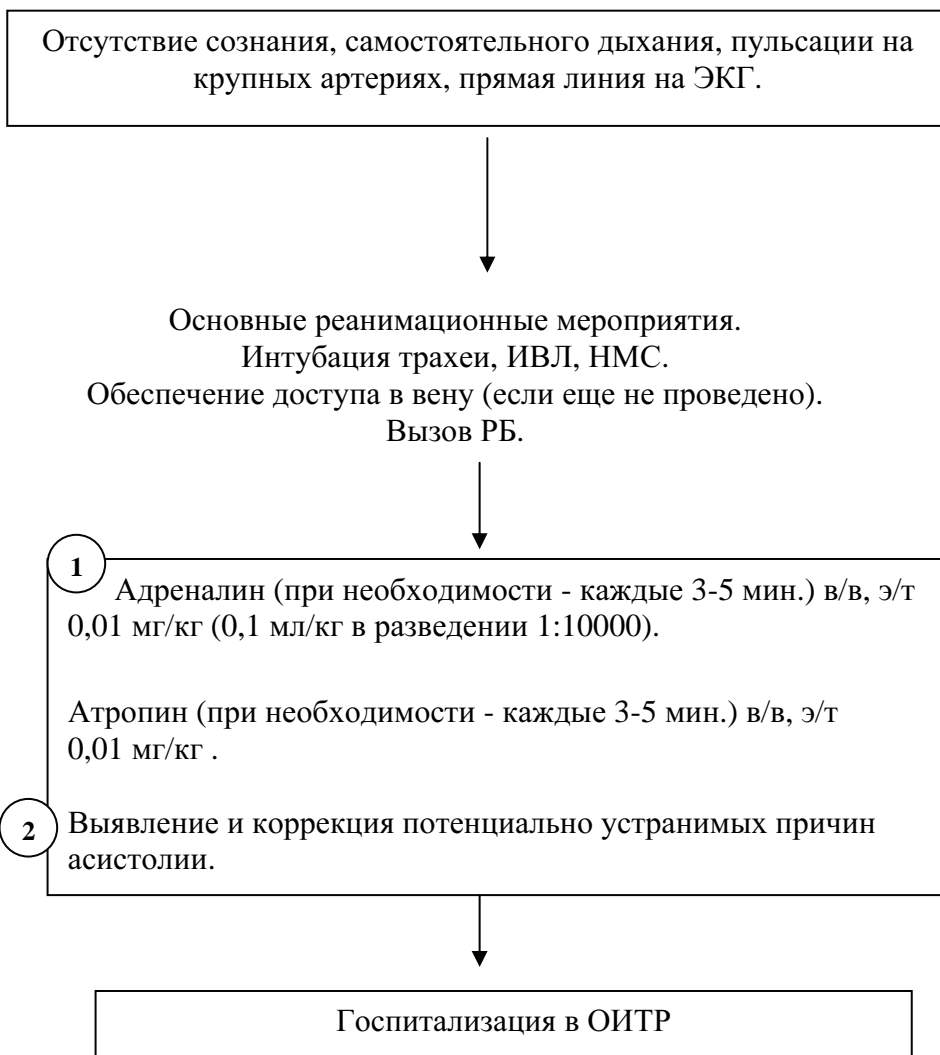 Отсутствие сознания, самостоятельного дыхания, пульсации на
крупных артериях, прямая линия на ЭКГ.
Основные реанимационные мероприятия.
Интубация трахеи, ИВЛ, НМС.
Обеспечение доступа в вену (если еще не проведено).
Вызов РБ.
1
Адреналин (при необходимости - каждые 3-5 мин.) в/в, э/т
0,01 мг/кг (0,1 мл/кг в разведении 1:10000).
Атропин (при необходимости - каждые 3-5 мин.) в/в, э/т
0,01 мг/кг .
2 Выявление и коррекция потенциально устранимых причин
асистолии.
Госпитализация в ОИТР